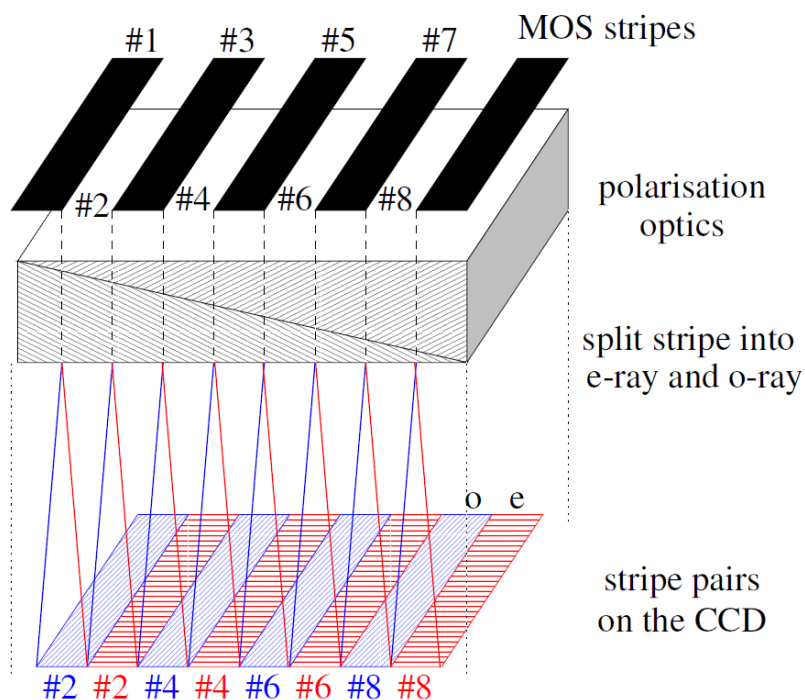 #1 #3 #5 #7 MOS stripes
#2 #4 #6 #8
polarisation
optics
split stripe into
e-ray and o-ray
o e
stripe pairs
on the CCD
#2 #2 #4 #4 #6 #6 #8 #8